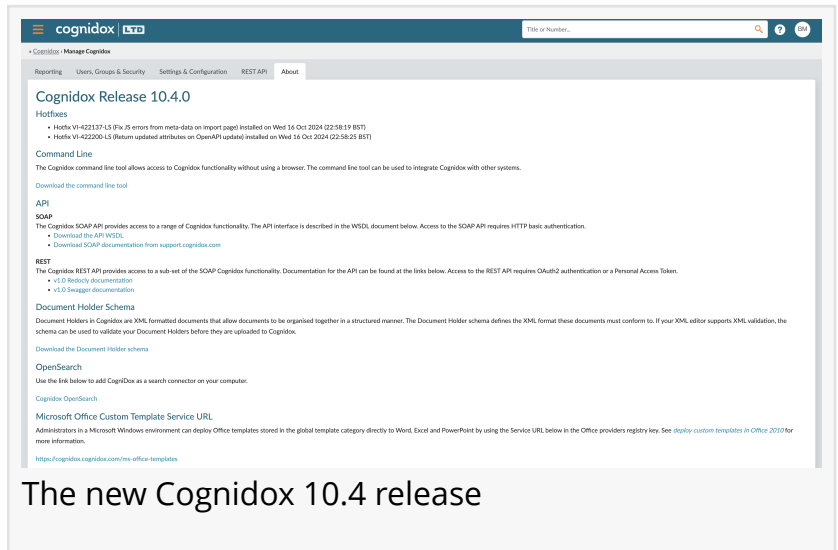 cognidox LTD
Title or Number...
? BM
• Cognidox › Manage Cognidox
Reporting Users, Groups & Security Settings & Configuration REST API About
Cognidox Release 10.4.0
Hotfixes
• Hotfix VI-422137-LS (Fix JS errors from meta-data on import page) installed on Wed 16 Oct 2024 (22:58:19 BST)
• Hotfix VI-422200-LS (Return updated attributes on OpenAPI update) installed on Wed 16 Oct 2024 (22:58:25 BST)
Command Line
The Cognidox command line tool allows access to Cognidox functionality without using a browser. The command line tool can be used to integrate Cognidox with other systems.
Download the command line tool
API
SOAP
The Cognidox SOAP API provides access to a range of Cognidox functionality. The API interface is described in the WSDL document below. Access to the SOAP API requires HTTP basic authentication.
• Download the API WSDL
• Download SOAP documentation from support.cognidox.com
REST
The Cognidox REST API provides access to a sub-set of the SOAP Cognidox functionality. Documentation for the API can be found at the links below. Access to the REST API requires OAuth2 authentication or a Personal Access Token.
• v1.0 Redocly documentation
• v1.0 Swagger documentation
Document Holder Schema
Document Holders in Cognidox are XML formatted documents that allow documents to be organised together in a structured manner. The Document Holder schema defines the XML format these documents must conform to. If your XML editor supports XML validation, the
schema can be used to validate your Document Holders before they are uploaded to Cognidox.
Download the Document Holder schema
OpenSearch
Use the link below to add CogniDox as a search connector on your computer.
Cognidox OpenSearch
Microsoft Office Custom Template Service URL
Administrators in a Microsoft Windows environment can deploy Office templates stored in the global template category directly to Word, Excel and PowerPoint by using the Service URL below in the Office providers registry key. See deploy custom templates in Office 2010 for
more information.
https://cognidox.cognidox.com/ms-office-templates
The new Cognidox 10.4 release